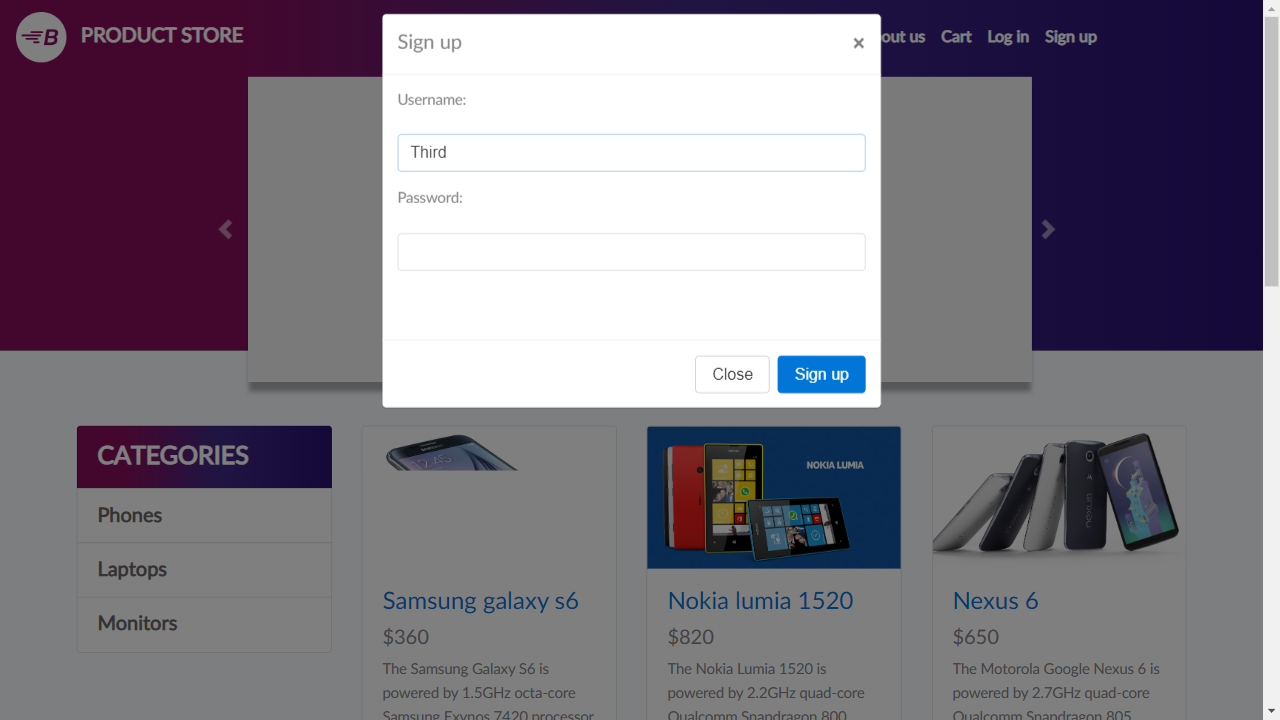 PRODUCT STORE
out us Cart Log in Sign up
Sign up
×
Username:
Third
Password:
Close Sign up
CATEGORIES
Phones
Laptops
Monitors
NOKIA LUMIA
Samsung galaxy s6
$360
The Samsung Galaxy S6 is
powered by 1.5GHz octa-core
Samsung Exynos 7420 processor
Nokia lumia 1520
$820
The Nokia Lumia 1520 is
powered by 2.2GHz quad-core
Qualcomm Snapdragon 800
Nexus 6
$650
The Motorola Google Nexus 6 is
powered by 2.7GHz quad-core
Qualcomm Snapdragon 805